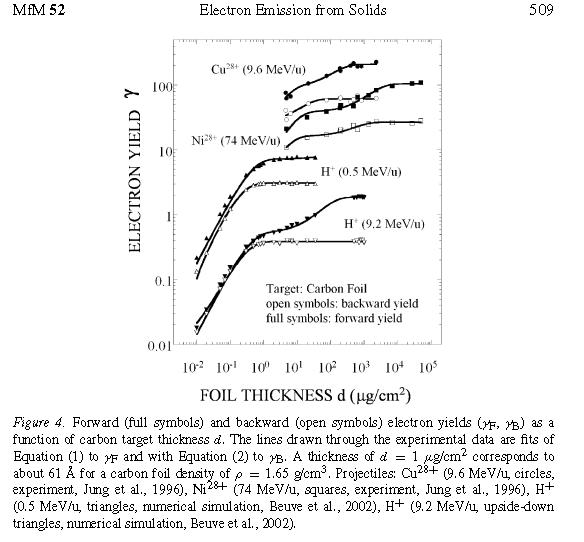 MfM 52 Electron Emission from Solids 509
100
10
1
0.1
0.01
ELECTRON YIELD γ
Cu²⁸⁺ (9.6 MeV/u)
Ni²⁸⁺ (74 MeV/u)
H⁺ (0.5 MeV/u)
H⁺ (9.2 MeV/u)
Target: Carbon Foil
open symbols: backward yield
full symbols: forward yield
10⁻² 10⁻¹ 10⁰ 10¹ 10² 10³ 10⁴ 10⁵
FOIL THICKNESS d (μg/cm²)
Figure 4. Forward (full symbols) and backward (open symbols) electron yields (γF, γB) as a
function of carbon target thickness d. The lines drawn through the experimental data are fits of
Equation (1) to γF and with Equation (2) to γB. A thickness of d = 1 μg/cm² corresponds to
about 61 Å for a carbon foil density of ρ = 1.65 g/cm³. Projectiles: Cu²⁸⁺ (9.6 MeV/u, circles,
experiment, Jung et al., 1996), Ni²⁸⁺ (74 MeV/u, squares, experiment, Jung et al., 1996), H⁺
(0.5 MeV/u, triangles, numerical simulation, Beuve et al., 2002), H⁺ (9.2 MeV/u, upside-down
triangles, numerical simulation, Beuve et al., 2002).